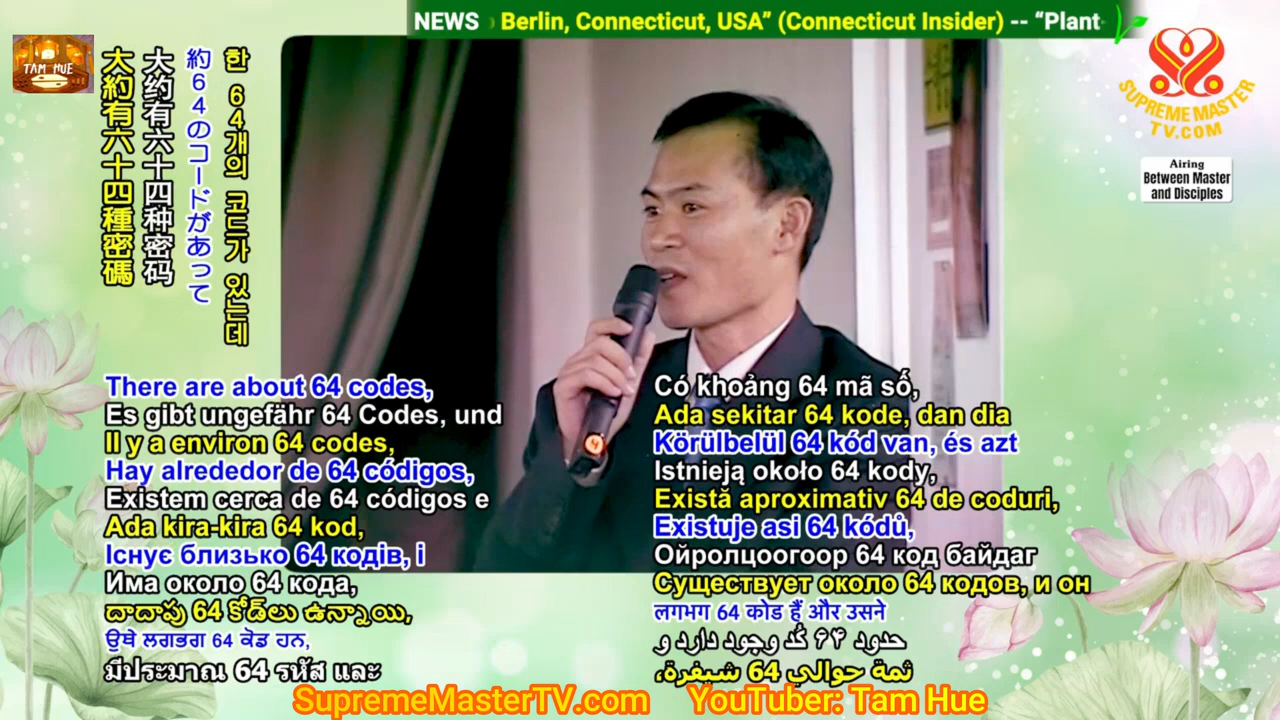 NEWS Berlin, Connecticut, USA” (Connecticut Insider) -- “Plant
TAM HUE
SUPREME MASTER
TV.COM
Airing
Between Master
and Disciples
한 64개의 코드가 있는데
約64のコードがあって
大约有六十四种密码
大約有六十四種密碼
There are about 64 codes,
Es gibt ungefähr 64 Codes, und
Il y a environ 64 codes,
Hay alrededor de 64 códigos,
Existem cerca de 64 códigos e
Ada kira-kira 64 kod,
Існує близько 64 кодів, і
Има около 64 кода,
దాదాపు 64 కోడ్‌లు ఉన్నాయి,
ਉਥੇ ਲਗਭਗ 64 ਕੋਡ ਹਨ,
มีประมาณ 64 รหัส และ
Có khoảng 64 mã số,
Ada sekitar 64 kode, dan dia
Körülbelül 64 kód van, és azt
Istnieją około 64 kody,
Există aproximativ 64 de coduri,
Existuje asi 64 kódů,
Ойролцоогоор 64 код байдаг
Существует около 64 кодов, и он
लगभग 64 कोड हैं और उसने
حدود ۶۴ کُد وجود دارد و
ثمة حوالي 64 شيفرة،
SupremeMasterTV.com YouTuber: Tam Hue